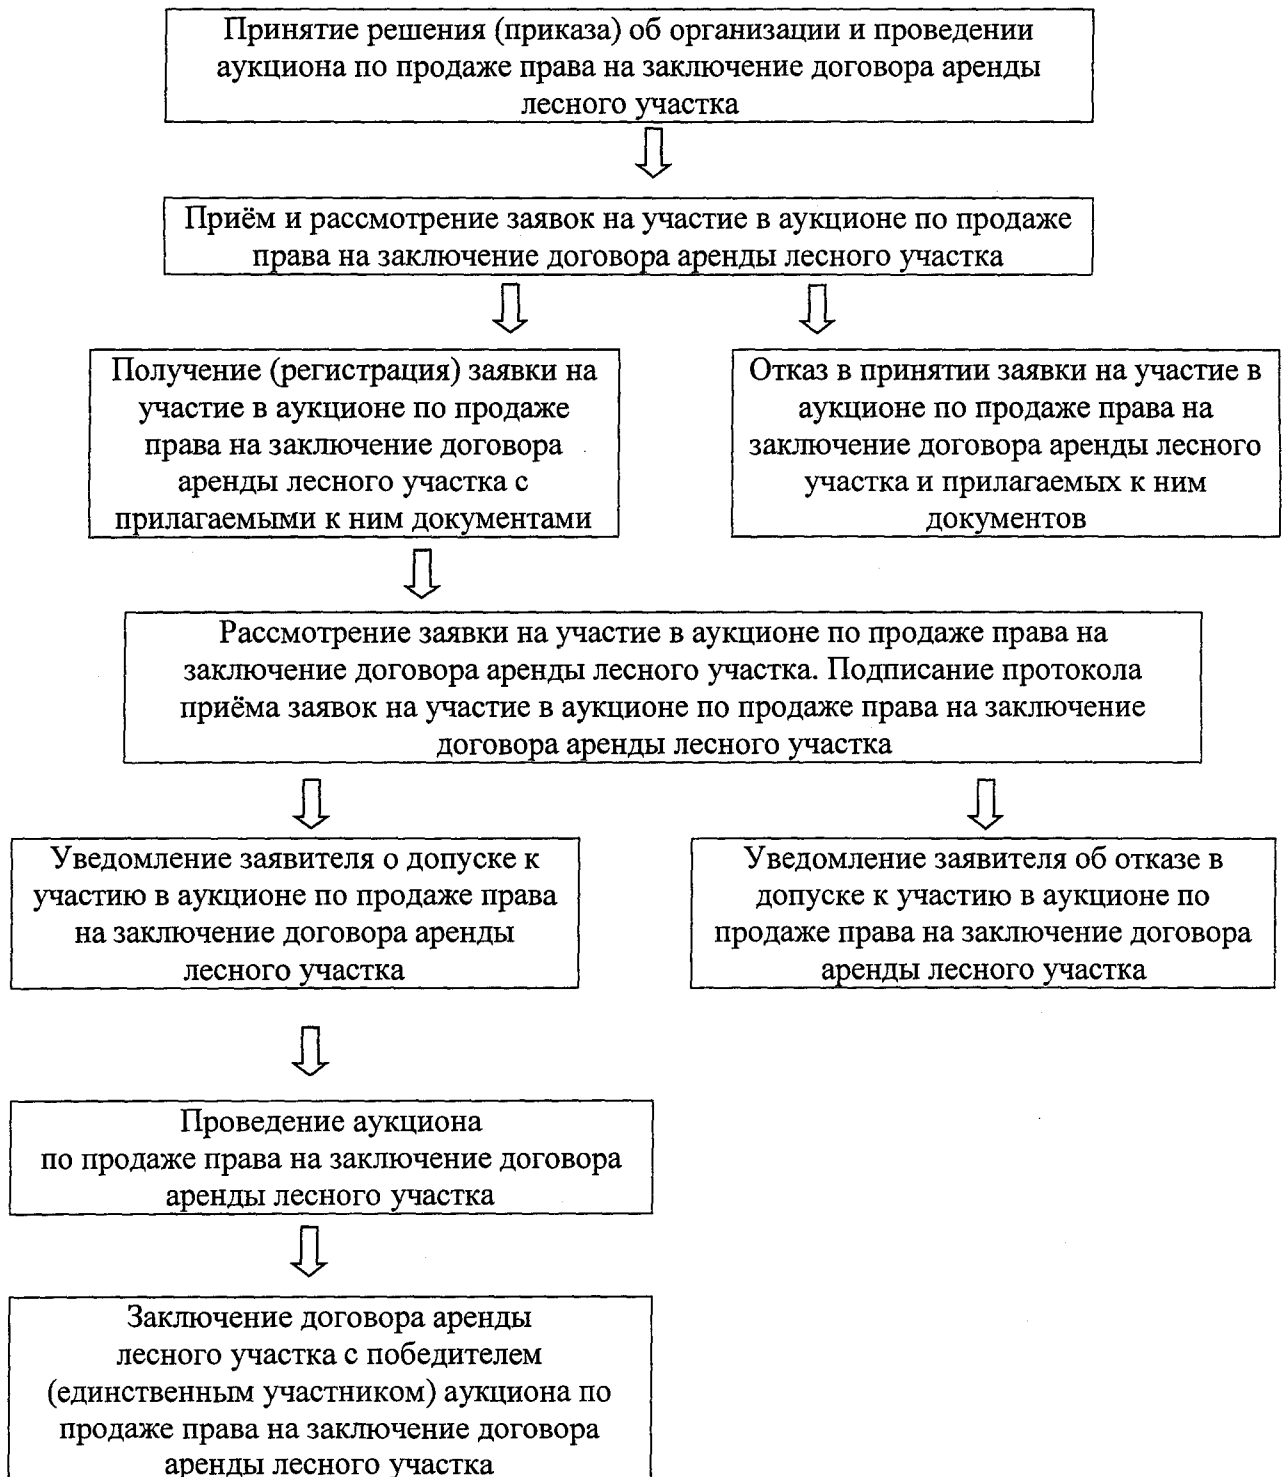 Принятие решения (приказа) об организации и проведении
аукциона по продаже права на заключение договора аренды
лесного участка
Приём и рассмотрение заявок на участие в аукционе по продаже
права на заключение договора аренды лесного участка
Получение (регистрация) заявки на
участие в аукционе по продаже
права на заключение договора
аренды лесного участка с
прилагаемыми к ним документами
Отказ в принятии заявки на участие в
аукционе по продаже права на
заключение договора аренды лесного
участка и прилагаемых к ним
документов
Рассмотрение заявки на участие в аукционе по продаже права на
заключение договора аренды лесного участка. Подписание протокола
приёма заявок на участие в аукционе по продаже права на заключение
договора аренды лесного участка
Уведомление заявителя о допуске к
участию в аукционе по продаже права
на заключение договора аренды
лесного участка
Уведомление заявителя об отказе в
допуске к участию в аукционе по
продаже права на заключение договора
аренды лесного участка
Проведение аукциона
по продаже права на заключение договора
аренды лесного участка
Заключение договора аренды
лесного участка с победителем
(единственным участником) аукциона по
продаже права на заключение договора
аренды лесного участка